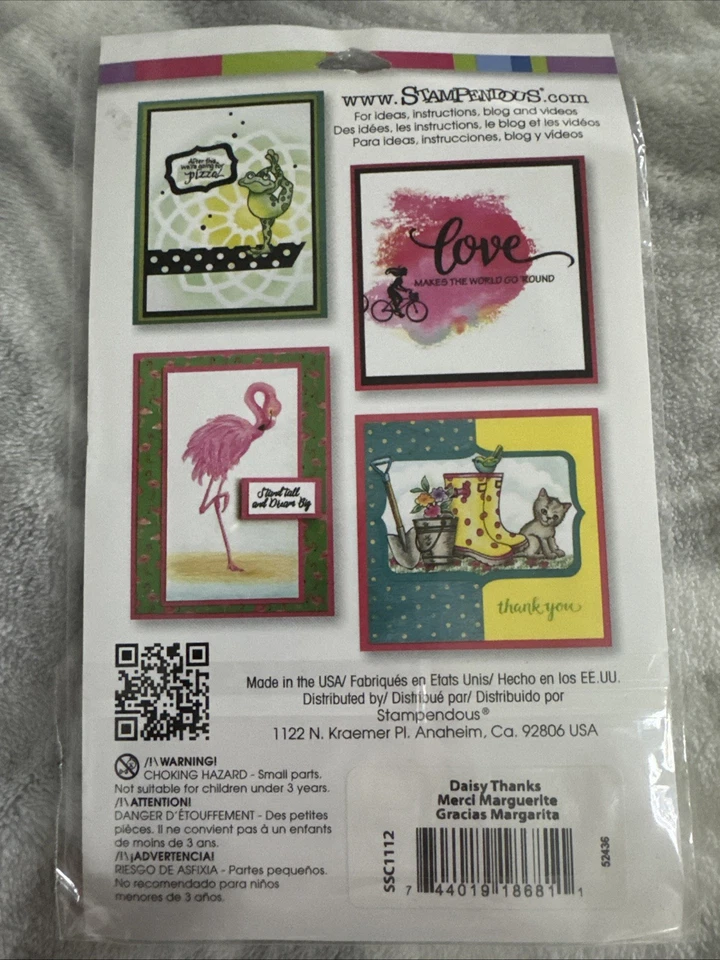 www.STAMPENDOUS®.com
For ideas, instructions, blog and videos
Des idées, les instructions, le blog et les vidéos
Para ideas, instrucciones, blog y videos
After this,
we're going for
pizza!
love
MAKES THE WORLD GO 'ROUND
Stand tall
and Dream Big
thank you
Made in the USA/ Fabriqués en Etats Unis/ Hecho en los EE.UU.
Distributed by/ Distribué par/ Distribuido por
Stampendous®
1122 N. Kraemer Pl. Anaheim, Ca. 92806 USA
/!\ WARNING!
CHOKING HAZARD - Small parts.
Not suitable for children under 3 years.
/!\ ATTENTION!
DANGER D'ÉTOUFFEMENT - Des petites
pièces. Il ne convient pas á un enfants
de moins de 3 ans.
/!\ ¡ADVERTENCIA!
RIESGO DE ASFIXIA - Partes pequeños.
No recomendado para niños
menores de 3 años.
Daisy Thanks
Merci Marguerite
Gracias Margarita
SSC1112
52436
7 44019 18681 1